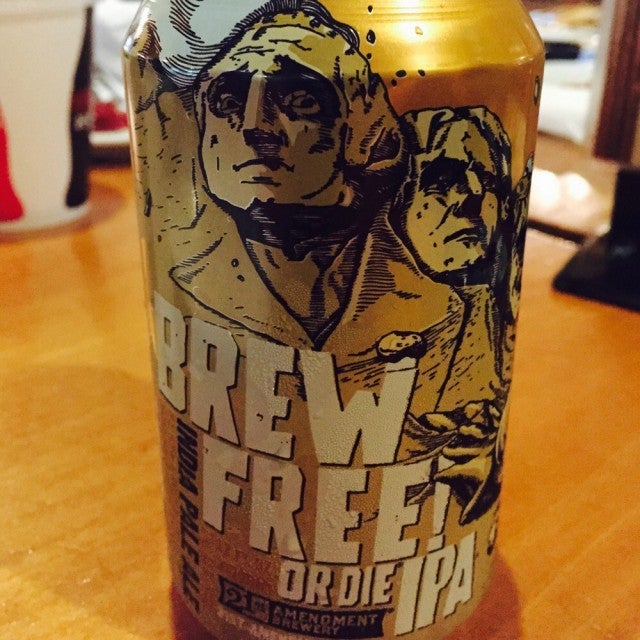 BREW
FREE!
OR DIE IPA
INDIA PALE ALE
21ST AMENDMENT
BREWERY